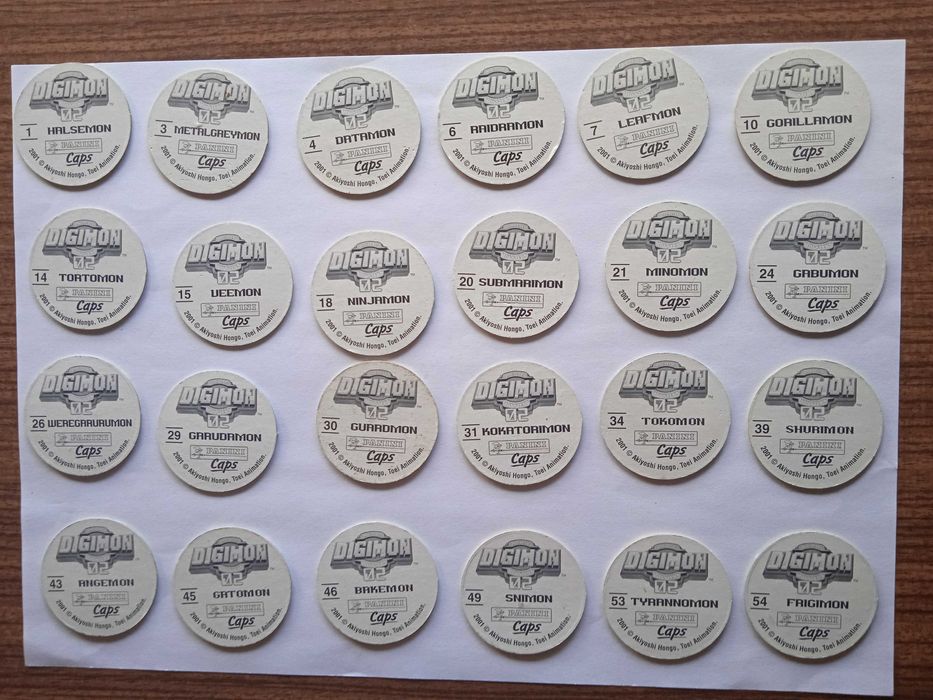 DIGIMON
02
1 HALSEMON
PANINI
Caps
2001 © Akiyoshi Hongo, Toei Animation.
DIGIMON
02
3 METALGREYMON
PANINI
Caps
2001 © Akiyoshi Hongo, Toei Animation.
DIGIMON
02
4 DATAMON
PANINI
Caps
2001 © Akiyoshi Hongo, Toei Animation.
DIGIMON
02
6 RAIDRAMON
PANINI
Caps
2001 © Akiyoshi Hongo, Toei Animation.
DIGIMON
02
7 LEAFMON
PANINI
Caps
2001 © Akiyoshi Hongo, Toei Animation.
DIGIMON
02
10 GORILLAMON
PANINI
Caps
2001 © Akiyoshi Hongo, Toei Animation.
DIGIMON
02
14 TORTOMON
PANINI
Caps
2001 © Akiyoshi Hongo, Toei Animation.
DIGIMON
02
15 VEEMON
PANINI
Caps
2001 © Akiyoshi Hongo, Toei Animation.
DIGIMON
02
18 NINJAMON
PANINI
Caps
2001 © Akiyoshi Hongo, Toei Animation.
DIGIMON
02
20 SUBMARIMON
PANINI
Caps
2001 © Akiyoshi Hongo, Toei Animation.
DIGIMON
02
21 MINOMON
PANINI
Caps
2001 © Akiyoshi Hongo, Toei Animation.
DIGIMON
02
24 GABUMON
PANINI
Caps
2001 © Akiyoshi Hongo, Toei Animation.
DIGIMON
02
26 WEREGARURUMON
PANINI
Caps
2001 © Akiyoshi Hongo, Toei Animation.
DIGIMON
02
29 GARUDAMON
PANINI
Caps
2001 © Akiyoshi Hongo, Toei Animation.
DIGIMON
02
30 GUARDMON
PANINI
Caps
2001 © Akiyoshi Hongo, Toei Animation.
DIGIMON
02
31 KOKATORIMON
PANINI
Caps
2001 © Akiyoshi Hongo, Toei Animation.
DIGIMON
02
34 TOKOMON
PANINI
Caps
2001 © Akiyoshi Hongo, Toei Animation.
DIGIMON
02
39 SHURIMON
PANINI
Caps
2001 © Akiyoshi Hongo, Toei Animation.
DIGIMON
02
43 ANGEMON
PANINI
Caps
2001 © Akiyoshi Hongo, Toei Animation.
DIGIMON
02
45 GATOMON
PANINI
Caps
2001 © Akiyoshi Hongo, Toei Animation.
DIGIMON
02
46 BAKEMON
PANINI
Caps
2001 © Akiyoshi Hongo, Toei Animation.
DIGIMON
02
49 SNIMON
PANINI
Caps
2001 © Akiyoshi Hongo, Toei Animation.
DIGIMON
02
53 TYRANNOMON
PANINI
Caps
2001 © Akiyoshi Hongo, Toei Animation.
DIGIMON
02
54 FRIGIMON
PANINI
Caps
2001 © Akiyoshi Hongo, Toei Animation.